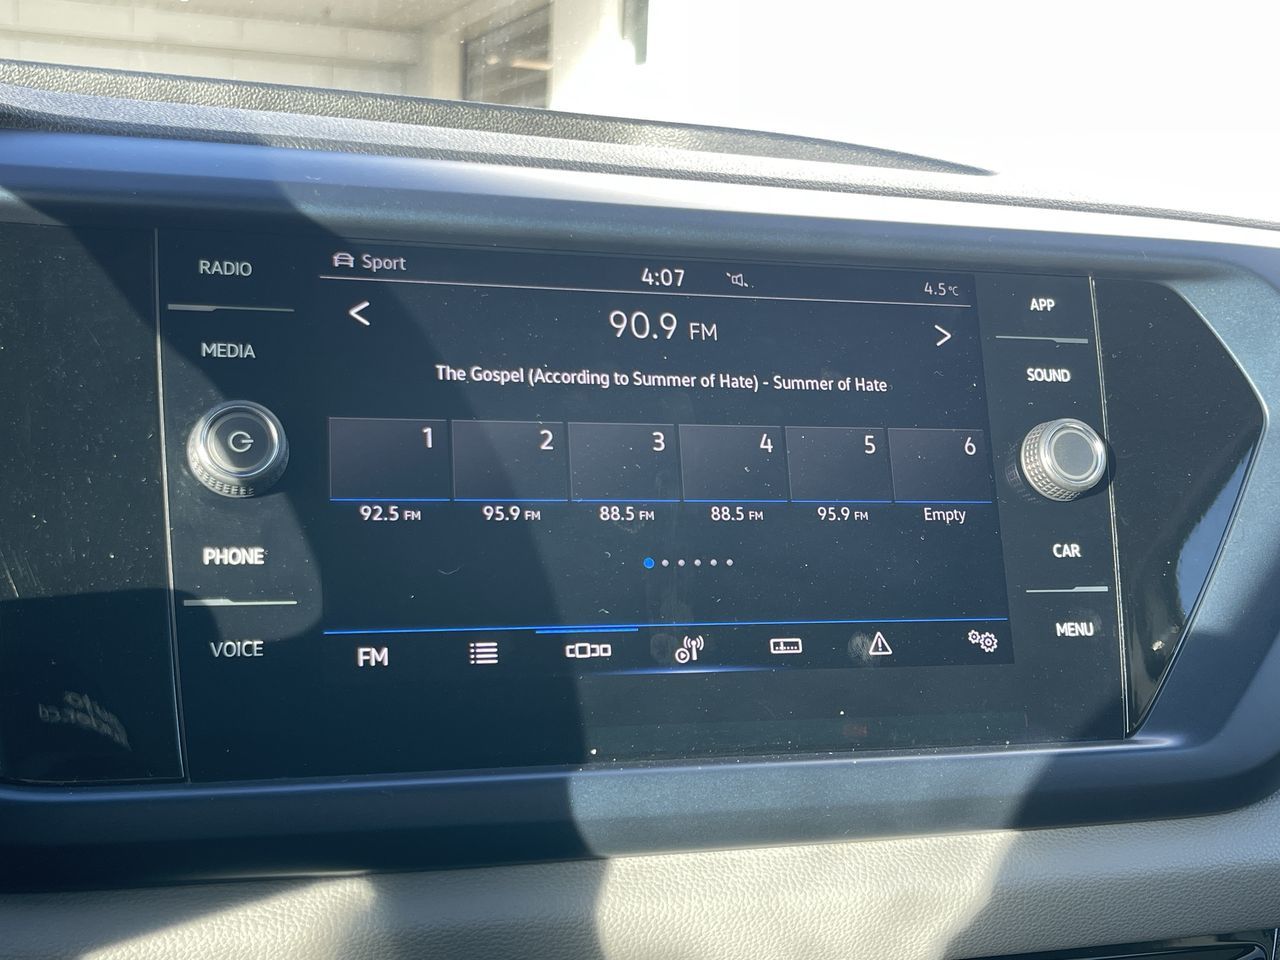 RADIO
MEDIA
PHONE
VOICE
Sport
4:07
4.5°C
90.9 FM
The Gospel (According to Summer of Hate) - Summer of Hate
1 2 3 4 5 6
92.5 FM 95.9 FM 88.5 FM 88.5 FM 95.9 FM Empty
FM
APP
SOUND
CAR
MENU